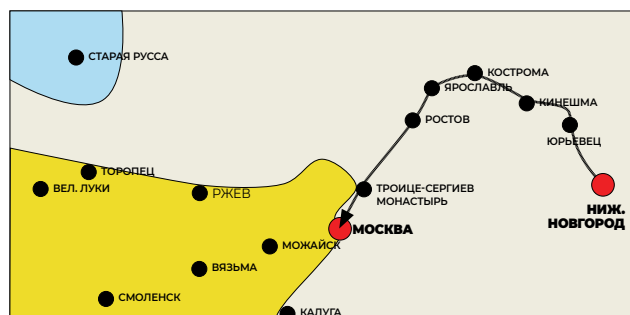 СТАРАЯ РУССА
КОСТРОМА
ЯРОСЛАВЛЬ
КИНЕШМА
РОСТОВ
ЮРЬЕВЕЦ
ТОРОПЕЦ
ВЕЛ. ЛУКИ
РЖЕВ
ТРОИЦЕ-СЕРГИЕВ
МОНАСТЫРЬ
НИЖ.
НОВГОРОД
МОСКВА
МОЖАЙСК
ВЯЗЬМА
СМОЛЕНСК
КАЛУГА